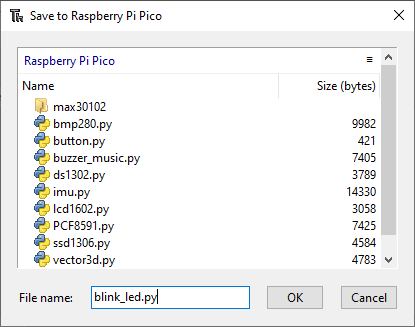 Save to Raspberry Pi Pico
Raspberry Pi Pico
Name Size (bytes)
max30102
bmp280.py 9982
button.py 421
buzzer_music.py 7405
ds1302.py 3789
imu.py 14330
lcd1602.py 3058
PCF8591.py 7425
ssd1306.py 4584
vector3d.py 4783
File name: blink_led.py OK Cancel